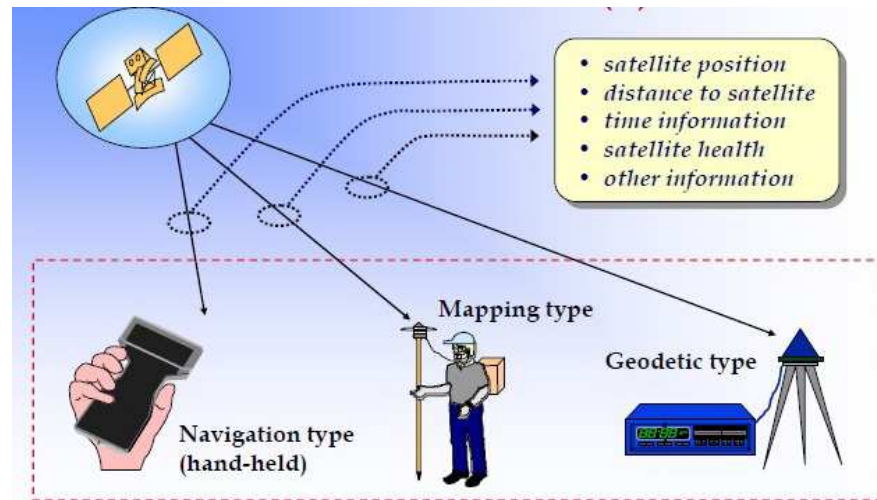 • satellite position
• distance to satellite
• time information
• satellite health
• other information
Mapping type
Geodetic type
Navigation type
(hand-held)